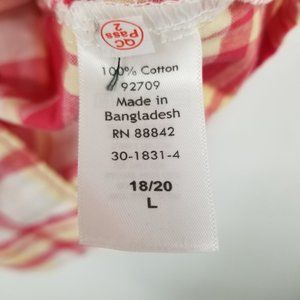 QC
Pass
2
100% Cotton
92709
Made in
Bangladesh
RN 88842
30-1831-4
18/20
L